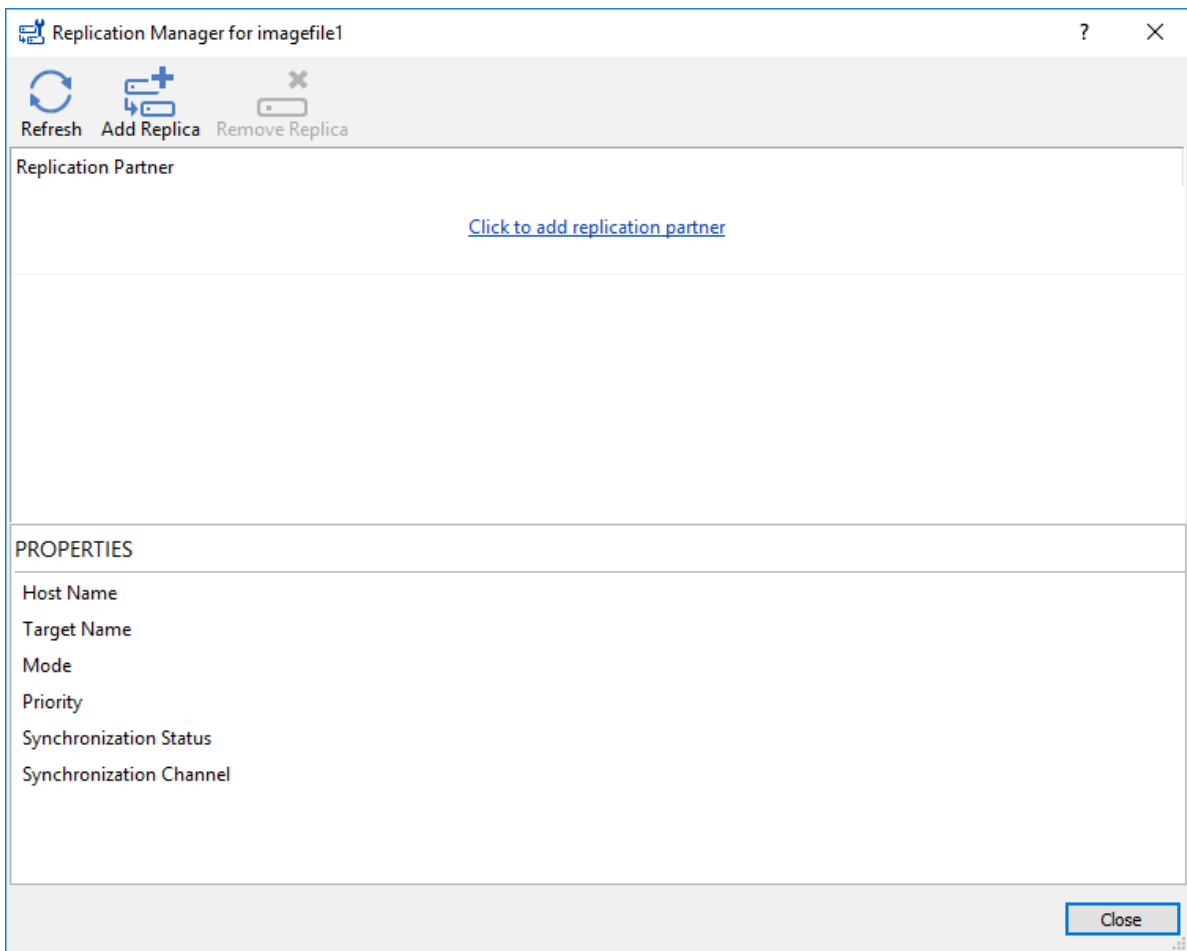 Replication Manager for imagefile1
?
Refresh Add Replica Remove Replica
Replication Partner
Click to add replication partner
PROPERTIES
Host Name
Target Name
Mode
Priority
Synchronization Status
Synchronization Channel
Close